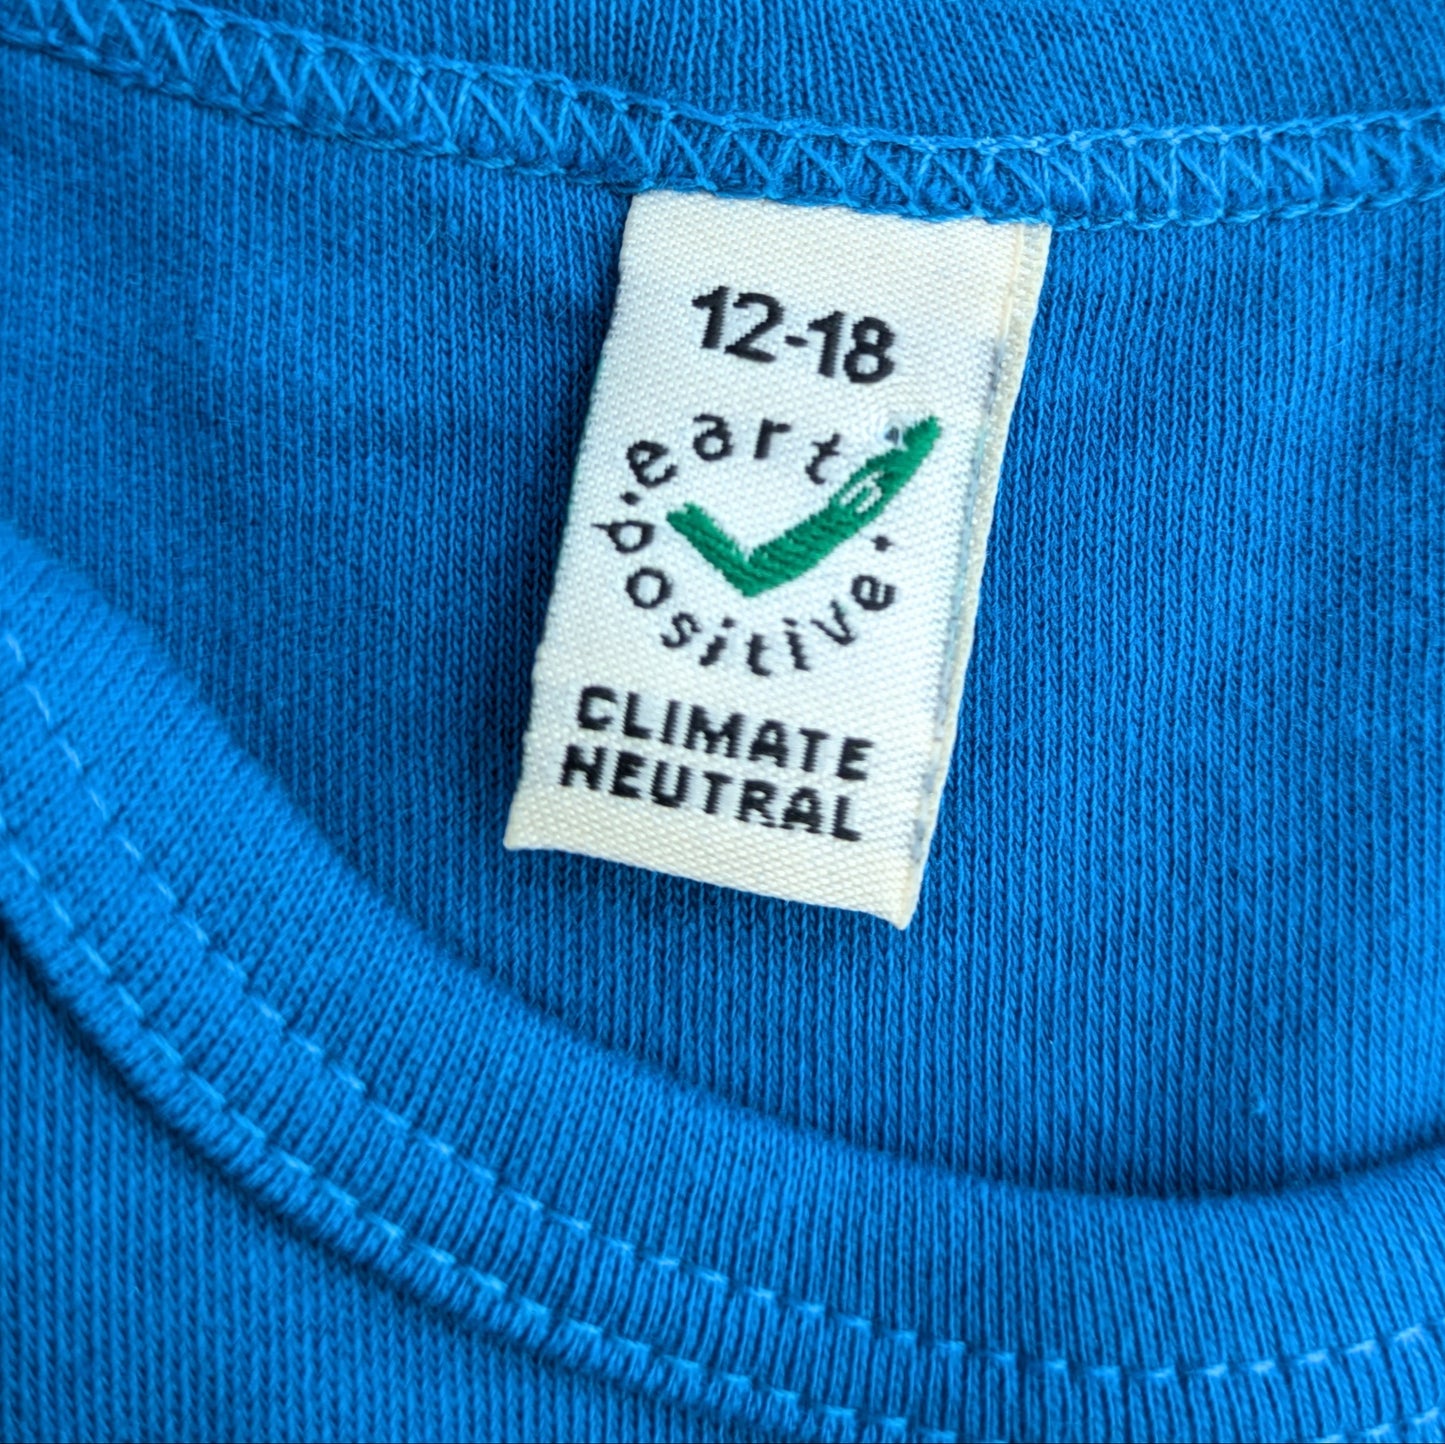 12-18
earth
positive
CLIMATE
NEUTRAL